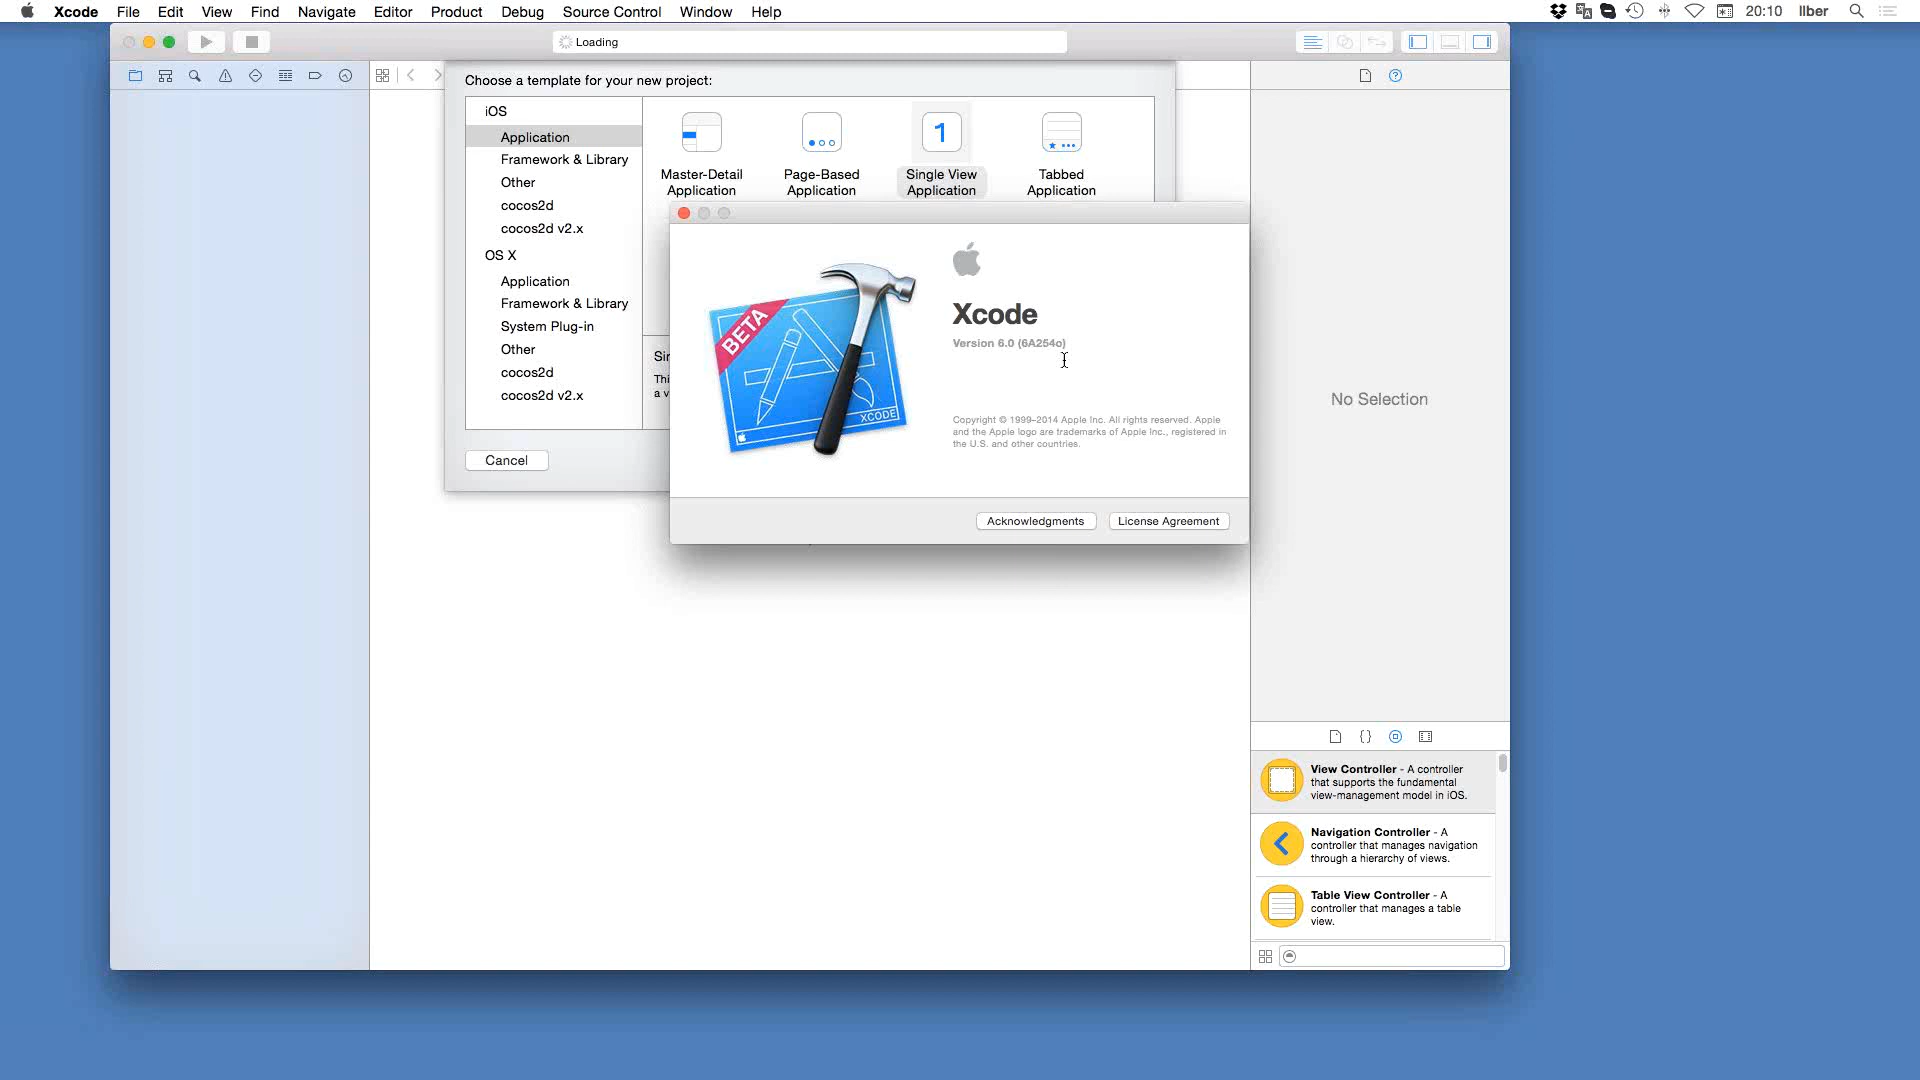 Xcode File Edit View Find Navigate Editor Product Debug Source Control Window Help 20:10 Ilber
Loading
Choose a template for your new project:
iOS
Application
Framework & Library
Other
cocos2d
cocos2d v2.x
OS X
Application
Framework & Library
System Plug-in
Other
cocos2d
cocos2d v2.x
Master-Detail
Application
Page-Based
Application
1
Single View
Application
Tabbed
Application
Cancel
BETA
XCODE
Xcode
Version 6.0 (6A254o)
Copyright © 1999–2014 Apple Inc. All rights reserved. Apple
and the Apple logo are trademarks of Apple Inc., registered in
the U.S. and other countries.
Acknowledgments License Agreement
No Selection
{}
View Controller - A controller
that supports the fundamental
view-management model in iOS.
Navigation Controller - A
controller that manages navigation
through a hierarchy of views.
Table View Controller - A
controller that manages a table
view.